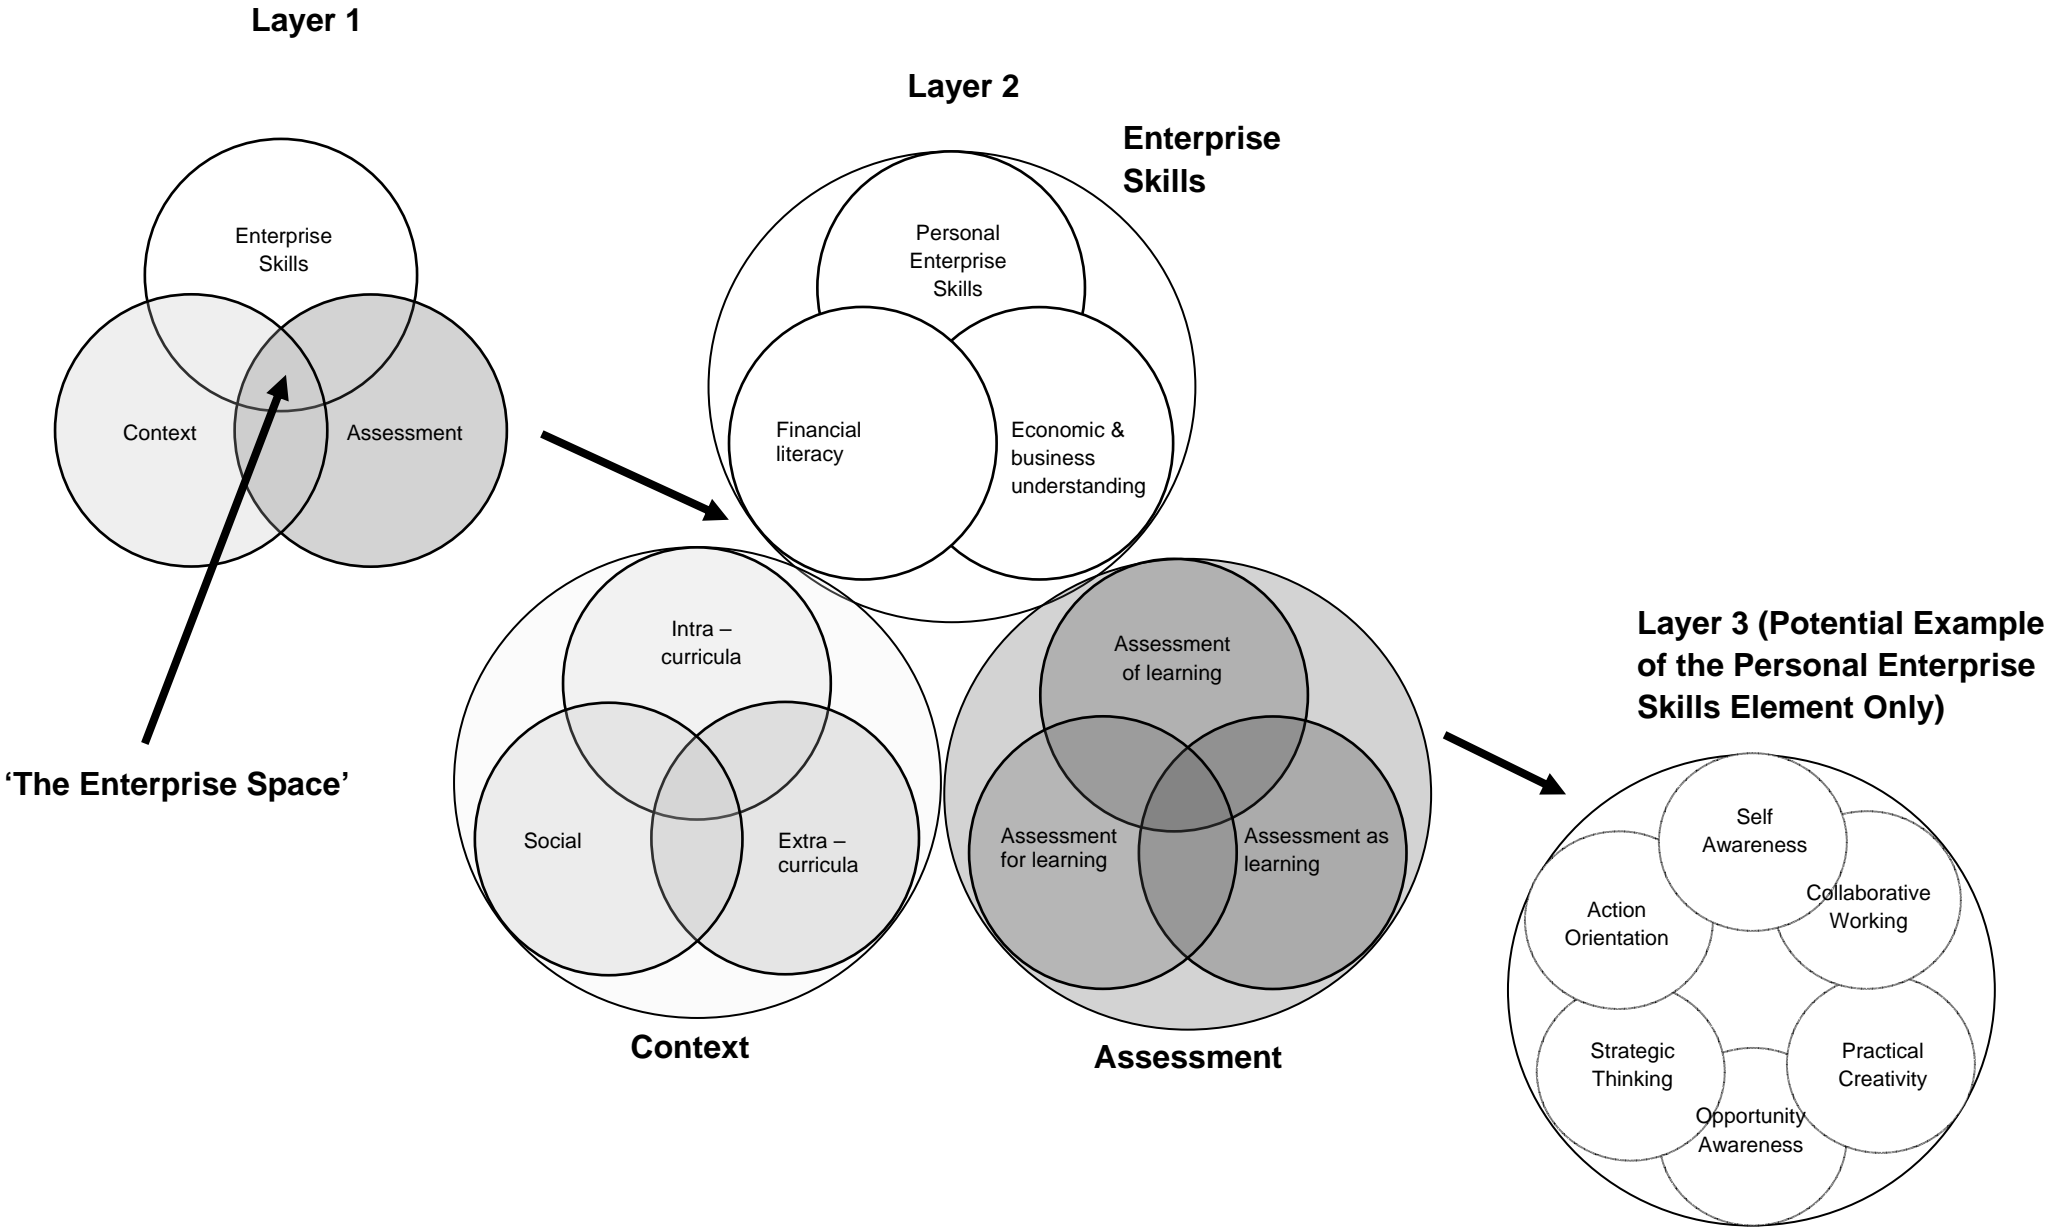 Layer 1
Enterprise
Skills
Context
Assessment
‘The Enterprise Space’
Layer 2
Enterprise
Skills
Personal
Enterprise
Skills
Financial
literacy
Economic &
business
understanding
Intra –
curricula
Social
Extra –
curricula
Context
Assessment
of learning
Assessment
for learning
Assessment as
learning
Assessment
Layer 3 (Potential Example
of the Personal Enterprise
Skills Element Only)
Self
Awareness
Collaborative
Working
Action
Orientation
Strategic
Thinking
Practical
Creativity
Opportunity
Awareness